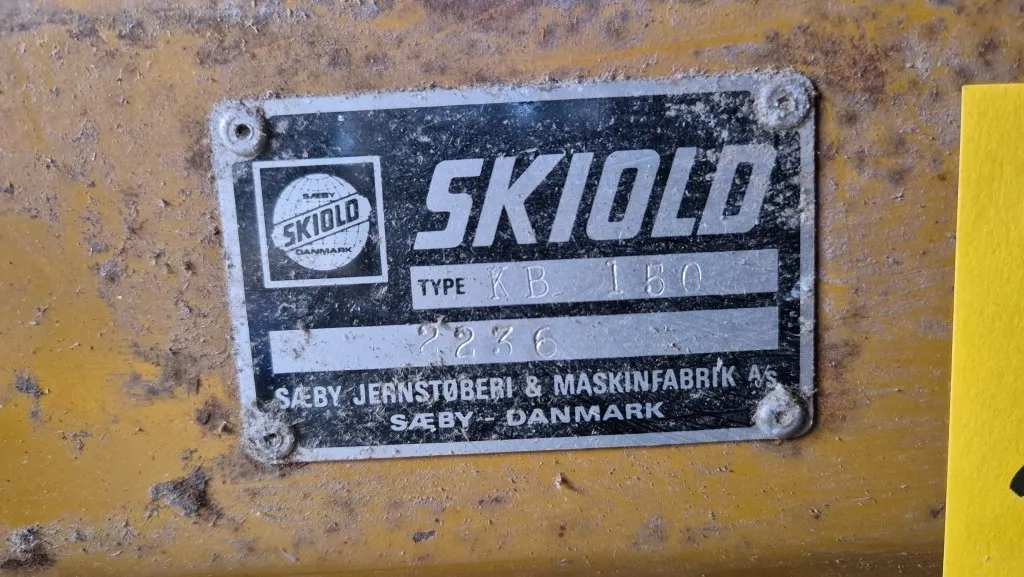 SÆBY
SKIOLD
DANMARK
SKIOLD
TYPE KB 150
2236
SÆBY JERNSTØBERI & MASKINFABRIK A/S
SÆBY - DANMARK